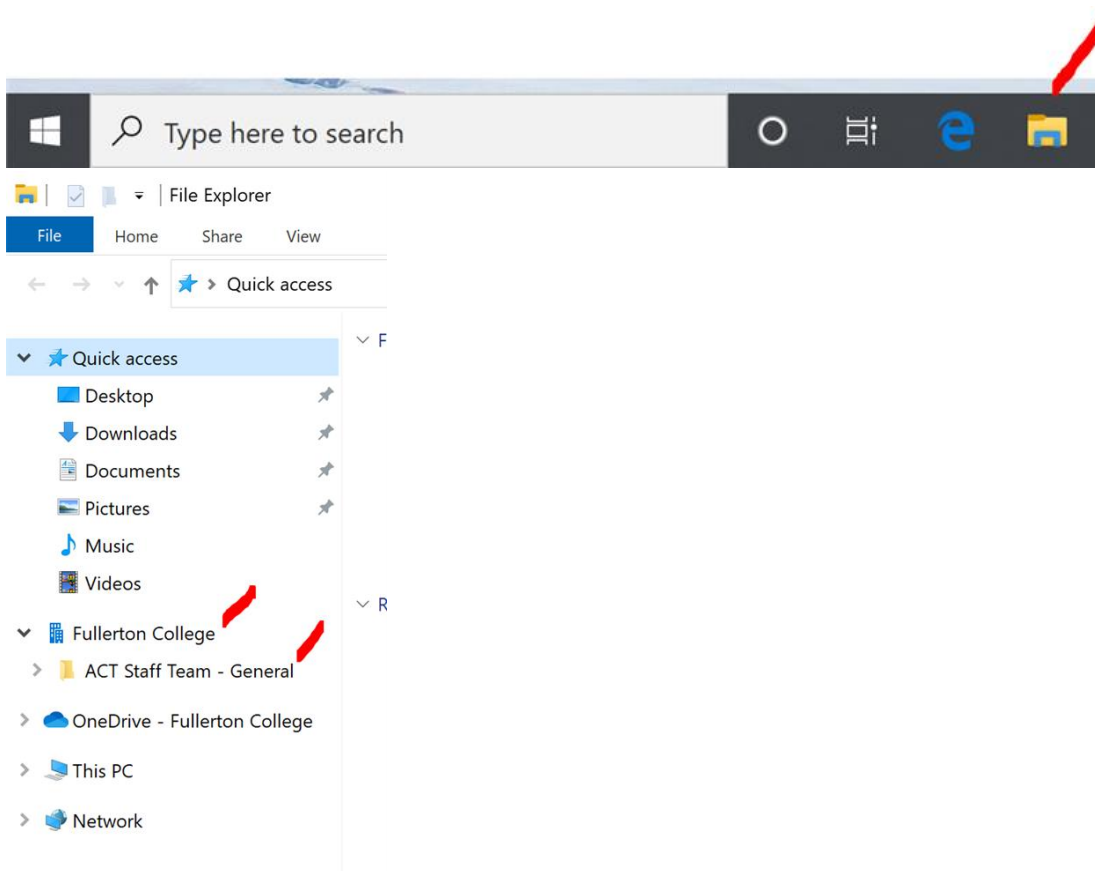 Type here to search
File Explorer
File Home Share View
Quick access
F
Quick access
Desktop
Downloads
Documents
Pictures
Music
Videos
R
Fullerton College
ACT Staff Team - General
OneDrive - Fullerton College
This PC
Network